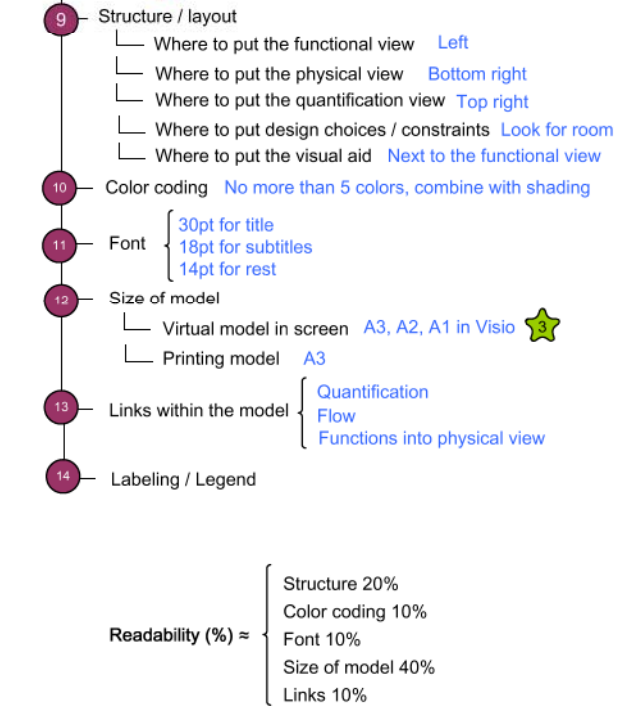 9 Structure / layout
Where to put the functional view Left
Where to put the physical view Bottom right
Where to put the quantification view Top right
Where to put design choices / constraints Look for room
Where to put the visual aid Next to the functional view
10 Color coding No more than 5 colors, combine with shading
11 Font
30pt for title
18pt for subtitles
14pt for rest
12 Size of model
Virtual model in screen A3, A2, A1 in Visio 3
Printing model A3
13 Links within the model
Quantification
Flow
Functions into physical view
14 Labeling / Legend
Readability (%) ≈
Structure 20%
Color coding 10%
Font 10%
Size of model 40%
Links 10%